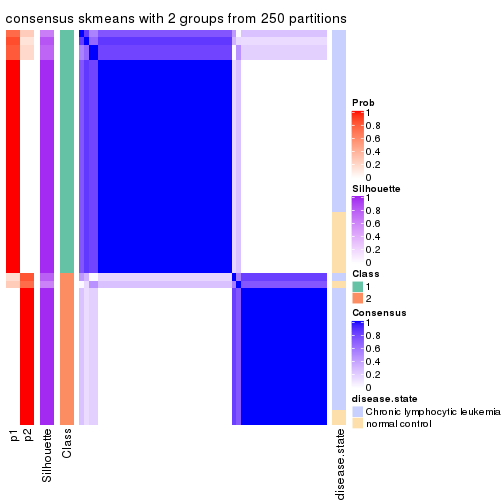 consensus skmeans with 2 groups from 250 partitions
Prob
1
0.8
0.6
0.4
0.2
0
Silhouette
1
0.8
0.6
0.4
0.2
0
Class
1
2
Consensus
1
0.8
0.6
0.4
0.2
0
disease.state
Chronic lymphocytic leukemia
normal control
p1
p2
Silhouette
Class
disease.state